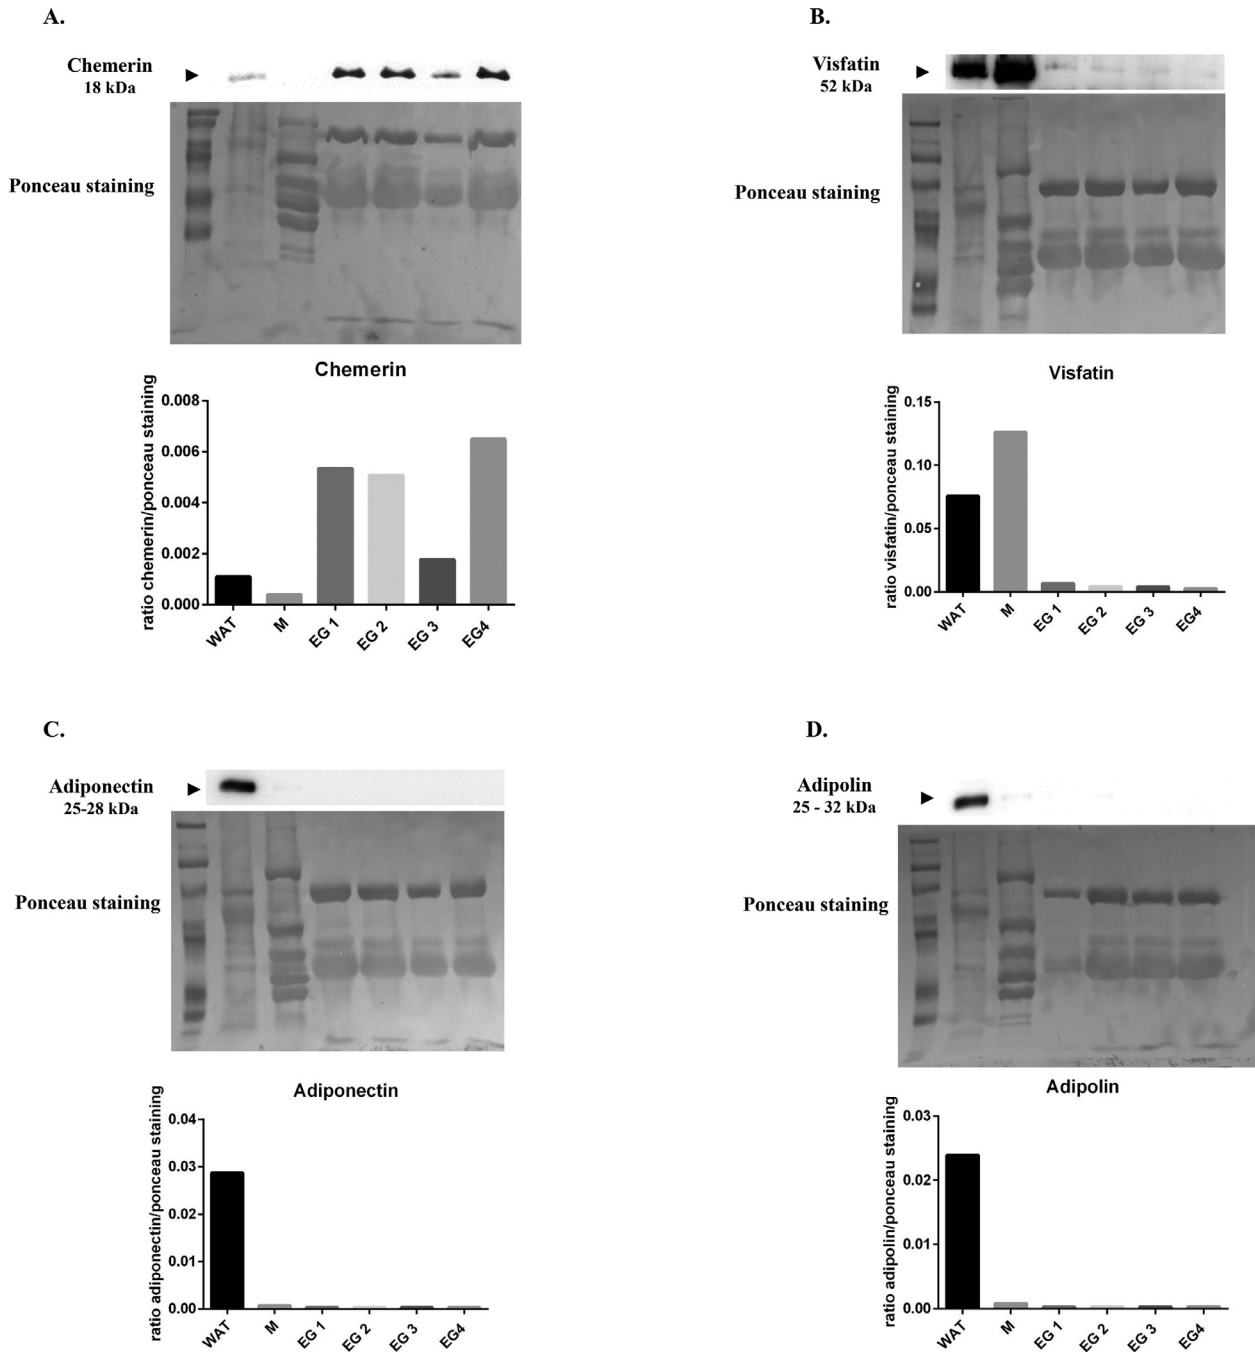 A.
Chemerin
18 kDa
Ponceau staining
Chemerin
ratio chemerin/ponceau staining
0.008
0.006
0.004
0.002
0.000
WAT
M
EG 1
EG 2
EG 3
EG4
B.
Visfatin
52 kDa
Ponceau staining
Visfatin
ratio visfatin/ponceau staining
0.15
0.10
0.05
0.00
WAT
M
EG 1
EG 2
EG 3
EG4
C.
Adiponectin
25-28 kDa
Ponceau staining
Adiponectin
ratio adiponectin/ponceau staining
0.04
0.03
0.02
0.01
0.00
WAT
M
EG 1
EG 2
EG 3
EG4
D.
Adipolin
25 - 32 kDa
Ponceau staining
Adipolin
ratio adipolin/ponceau staining
0.03
0.02
0.01
0.00
WAT
M
EG 1
EG 2
EG 3
EG4